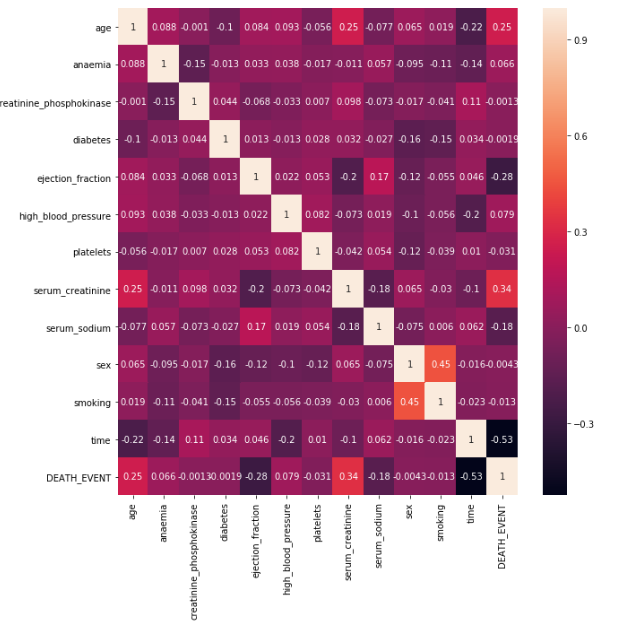 age 1 0.088 -0.001 -0.1 0.084 0.093 -0.056 0.25 -0.077 0.065 0.019 -0.22 0.25
anaemia 0.088 1 -0.15 -0.013 0.033 0.038 -0.017 -0.011 0.057 -0.095 -0.11 -0.14 0.066
reatinine_phosphokinase -0.001 -0.15 1 0.044 -0.068 -0.033 0.007 0.098 -0.073 -0.017 -0.041 0.11 -0.0013
diabetes -0.1 -0.013 0.044 1 0.013 -0.013 0.028 0.032 -0.027 -0.16 -0.15 0.034 -0.0019
ejection_fraction 0.084 0.033 -0.068 0.013 1 0.022 0.053 -0.2 0.17 -0.12 -0.055 0.046 -0.28
high_blood_pressure 0.093 0.038 -0.033 -0.013 0.022 1 0.082 -0.073 0.019 -0.1 -0.056 -0.2 0.079
platelets -0.056 -0.017 0.007 0.028 0.053 0.082 1 -0.042 0.054 -0.12 -0.039 0.01 -0.031
serum_creatinine 0.25 -0.011 0.098 0.032 -0.2 -0.073 -0.042 1 -0.18 0.065 -0.03 -0.1 0.34
serum_sodium -0.077 0.057 -0.073 -0.027 0.17 0.019 0.054 -0.18 1 -0.075 0.006 0.062 -0.18
sex 0.065 -0.095 -0.017 -0.16 -0.12 -0.1 -0.12 0.065 -0.075 1 0.45 -0.016 -0.0043
smoking 0.019 -0.11 -0.041 -0.15 -0.055 -0.056 -0.039 -0.03 0.006 0.45 1 -0.023 -0.013
time -0.22 -0.14 0.11 0.034 0.046 -0.2 0.01 -0.1 0.062 -0.016 -0.023 1 -0.53
DEATH_EVENT 0.25 0.066 -0.0013 -0.0019 -0.28 0.079 -0.031 0.34 -0.18 -0.0043 -0.013 -0.53 1
age
anaemia
creatinine_phosphokinase
diabetes
ejection_fraction
high_blood_pressure
platelets
serum_creatinine
serum_sodium
sex
smoking
time
DEATH_EVENT
0.9
0.6
0.3
0.0
−0.3